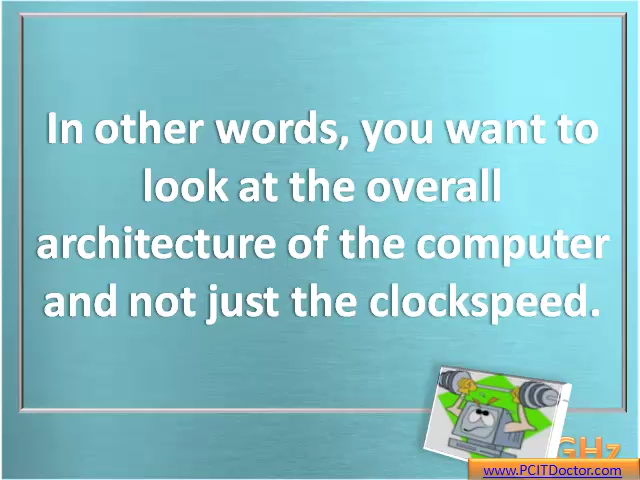 In other words, you want to
look at the overall
architecture of the computer
and not just the clockspeed.
GHz
www.PCITDoctor.com